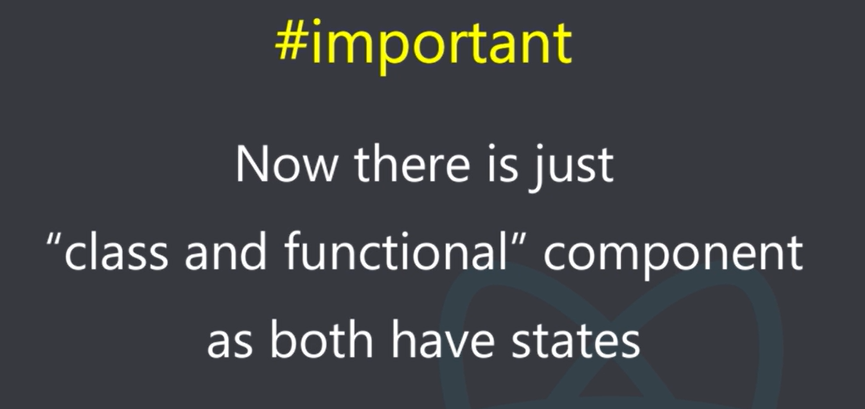 #important
Now there is just
“class and functional” component
as both have states